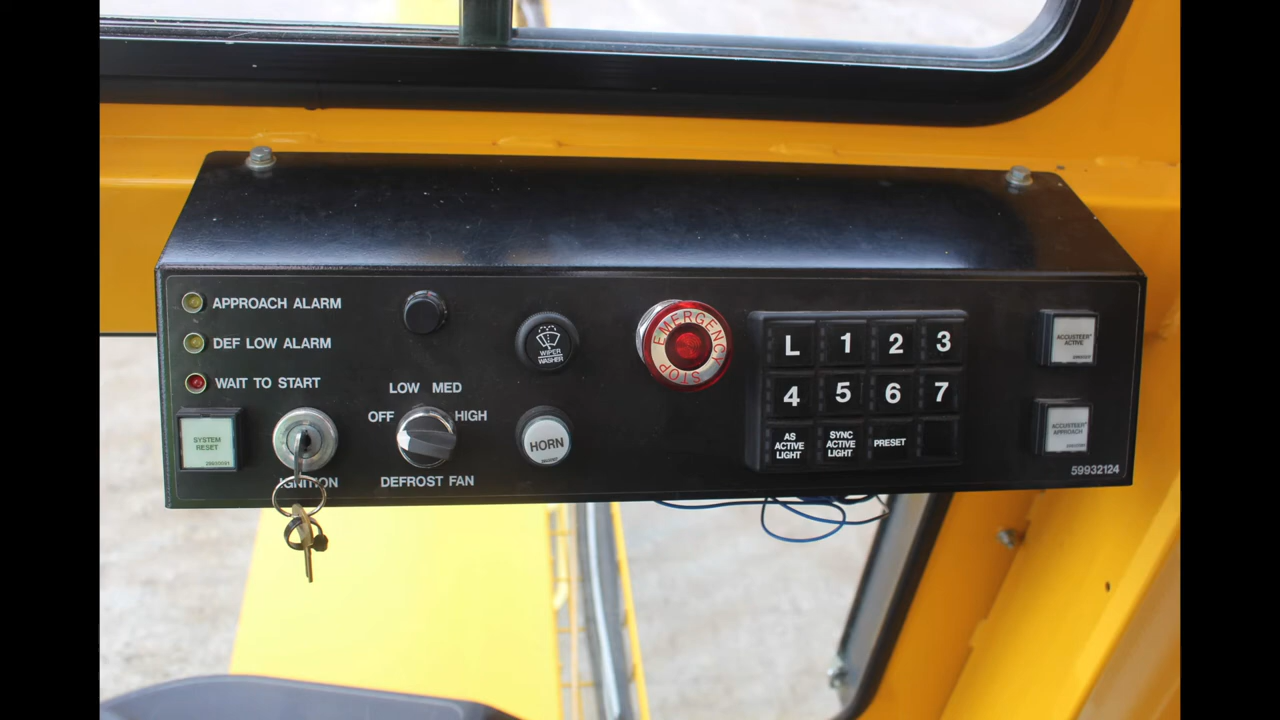 APPROACH ALARM
DEF LOW ALARM
WAIT TO START
SYSTEM
RESET
IGNITION
LOW MED
OFF HIGH
DEFROST FAN
WIPER
WASHER
HORN
EMERGENCY
STOP
L 1 2 3
4 5 6 7
AS
ACTIVE
LIGHT
SYNC
ACTIVE
LIGHT
PRESET
ACCUSTEER
ACTIVE
ACCUSTEER
APPROACH
59932124